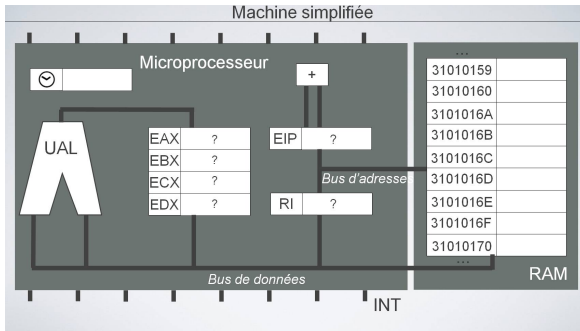 Machine simplifiée
Microprocesseur
+
UAL
EAX ?
EBX ?
ECX ?
EDX ?
EIP ?
Bus d'adresse
RI ?
Bus de données
INT
...
31010159
31010160
3101016A
3101016B
3101016C
3101016D
3101016E
3101016F
31010170
...
RAM